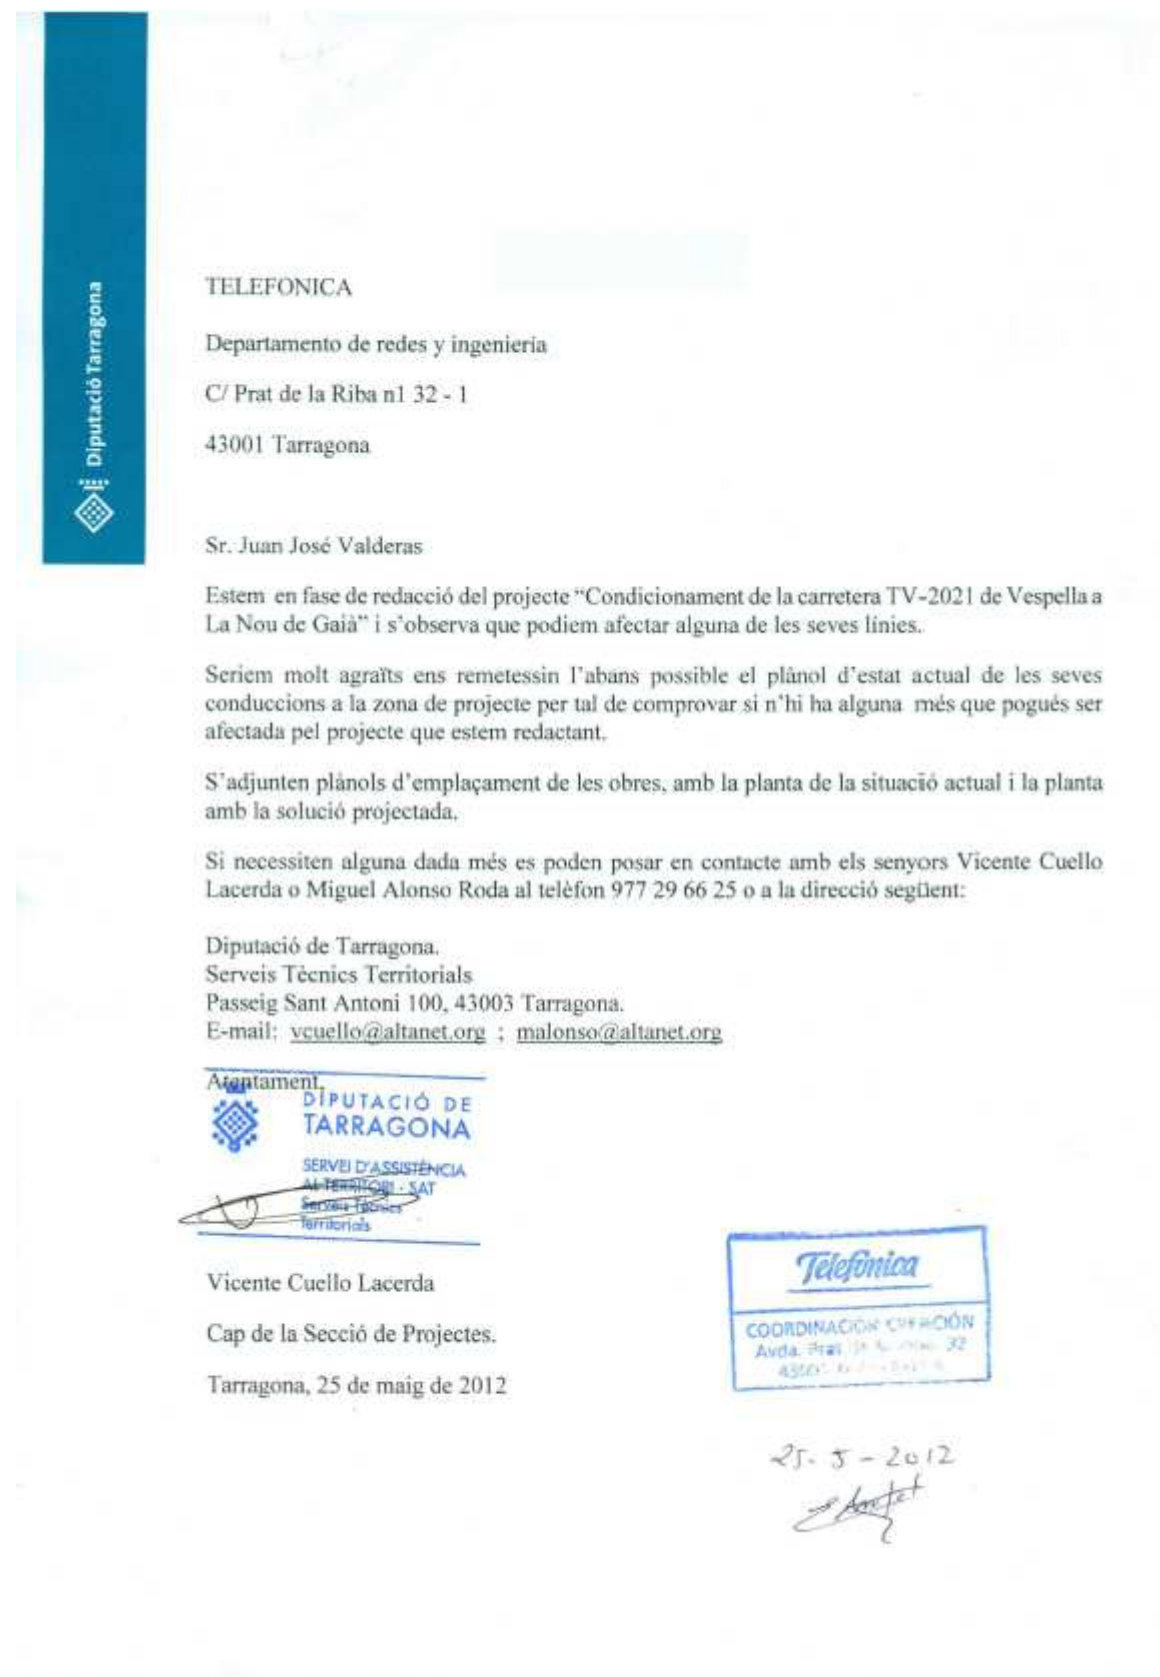 Diputació Tarragona
TELEFONICA
Departamento de redes y ingenieria
C/ Prat de la Riba n1 32 - 1
43001 Tarragona
Sr. Juan José Valderas
Estem en fase de redacció del projecte “Condicionament de la carretera TV-2021 de Vespella a
La Nou de Gaià” i s’observa que podiem afectar alguna de les seves línies.
Seriem molt agraïts ens remetessin l’abans possible el plànol d’estat actual de les seves
conduccions a la zona de projecte per tal de comprovar si n’hi ha alguna més que pogués ser
afectada pel projecte que estem redactant.
S’adjunten plànols d’emplaçament de les obres, amb la planta de la situació actual i la planta
amb la solució projectada.
Si necessiten alguna dada més es poden posar en contacte amb els senyors Vicente Cuello
Lacerda o Miguel Alonso Roda al telèfon 977 29 66 25 o a la direcció següent:
Diputació de Tarragona.
Serveis Tècnics Territorials
Passeig Sant Antoni 100, 43003 Tarragona.
E-mail: vcuello@altanet.org ; malonso@altanet.org
Atentament,
DIPUTACIÓ DE
TARRAGONA
SERVEI D'ASSISTÈNCIA
AL TERRITORI - SAT
Serveis Tècnics
Territorials
Vicente Cuello Lacerda
Cap de la Secció de Projectes.
Tarragona, 25 de maig de 2012
Telefónica
COORDINACIÓN
Avda. Prat 32
25-5-2012